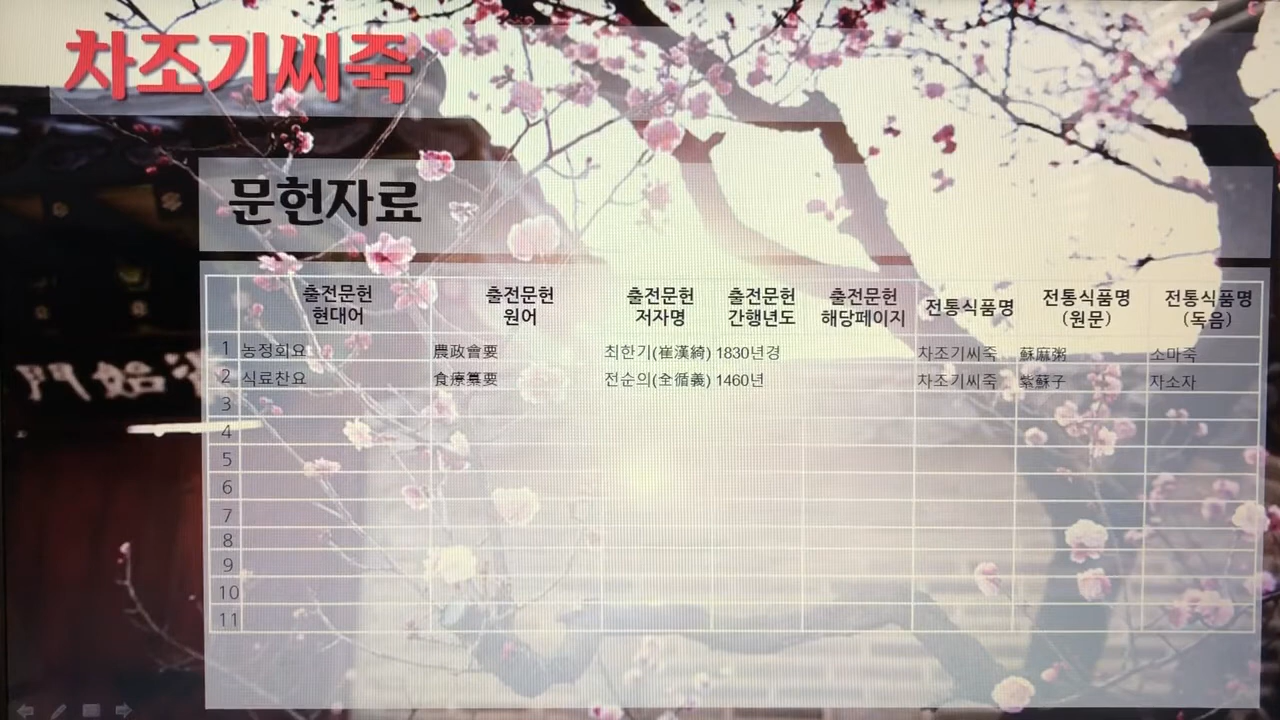 차조기씨죽
문헌자료
출전문헌 현대어 출전문헌 원어 출전문헌 저자명 출전문헌 간행년도 출전문헌 해당페이지 전통식품명 전통식품명 (원문) 전통식품명 (독음)
1 농정회요 農政會要 최한기(崔漢綺) 1830년경 차조기씨죽 蘇麻粥 소마죽
2 식료찬요 食療纂要 전순의(全循義) 1460년 차조기씨죽 紫蘇子 자소자
3
4
5
6
7
8
9
10
11